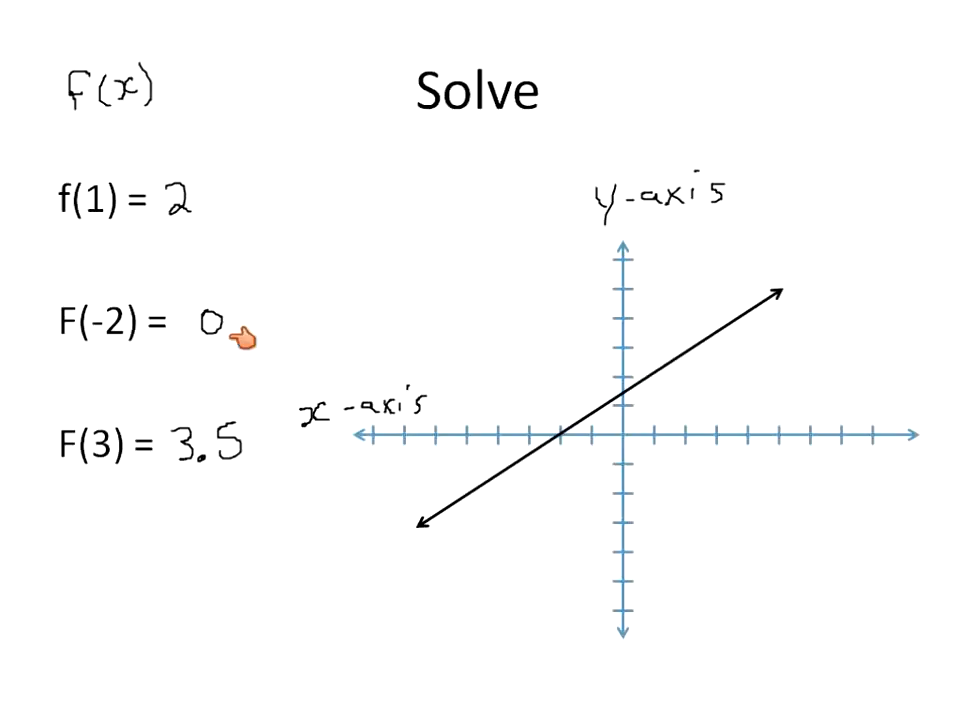 F(x)
Solve
f(1) = 2
y-axis
F(-2) = 0
x-axis
F(3) = 3.5